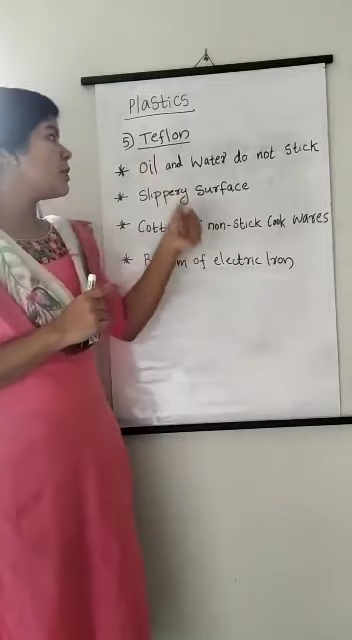 Plastics
5) Teflon
* Oil and Water do not stick
* Slippery Surface
* non-stick Cook Wares
* of electric Iron